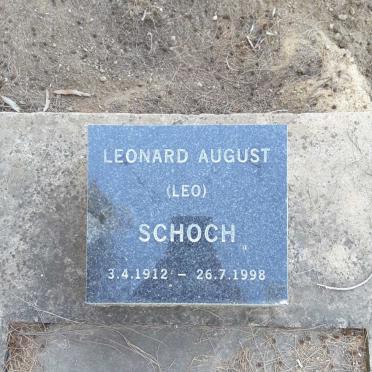 LEONARD AUGUST
(LEO)
SCHOCH
3.4.1912 – 26.7.1998